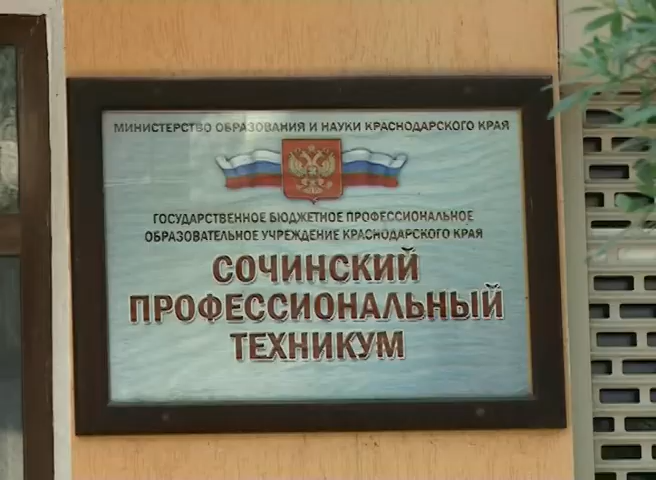 МИНИСТЕРСТВО ОБРАЗОВАНИЯ И НАУКИ КРАСНОДАРСКОГО КРАЯ
ГОСУДАРСТВЕННОЕ БЮДЖЕТНОЕ ПРОФЕССИОНАЛЬНОЕ
ОБРАЗОВАТЕЛЬНОЕ УЧРЕЖДЕНИЕ КРАСНОДАРСКОГО КРАЯ
СОЧИНСКИЙ
ПРОФЕССИОНАЛЬНЫЙ
ТЕХНИКУМ